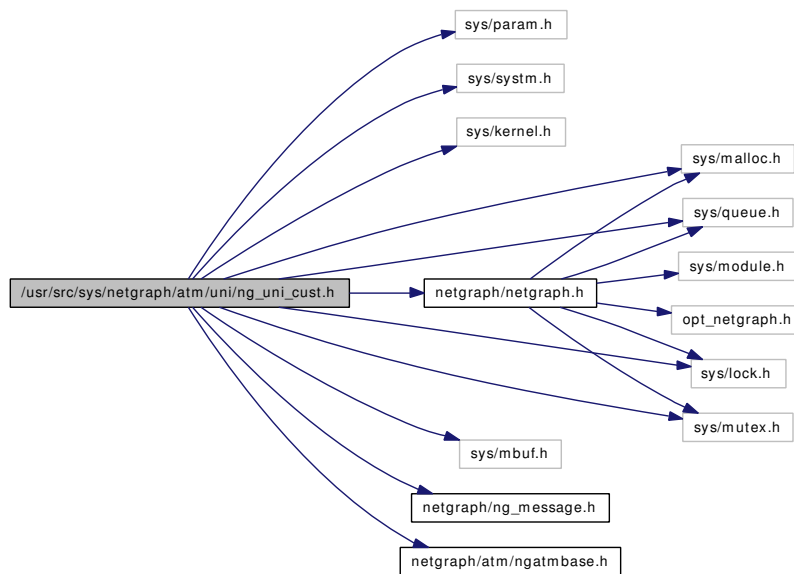 sys/param.h
sys/systm.h
sys/kernel.h
sys/malloc.h
sys/queue.h
sys/module.h
/usr/src/sys/netgraph/atm/uni/ng_uni_cust.h
netgraph/netgraph.h
opt_netgraph.h
sys/lock.h
sys/mutex.h
sys/mbuf.h
netgraph/ng_message.h
netgraph/atm/ngatmbase.h